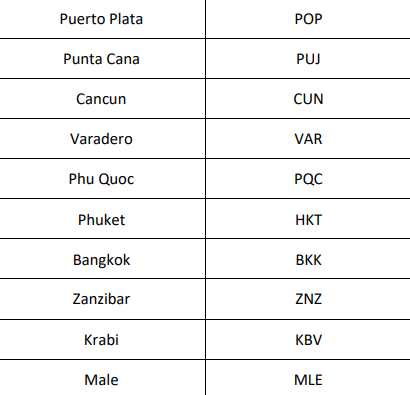 Puerto Plata POP
Punta Cana PUJ
Cancun CUN
Varadero VAR
Phu Quoc PQC
Phuket HKT
Bangkok BKK
Zanzibar ZNZ
Krabi KBV
Male MLE